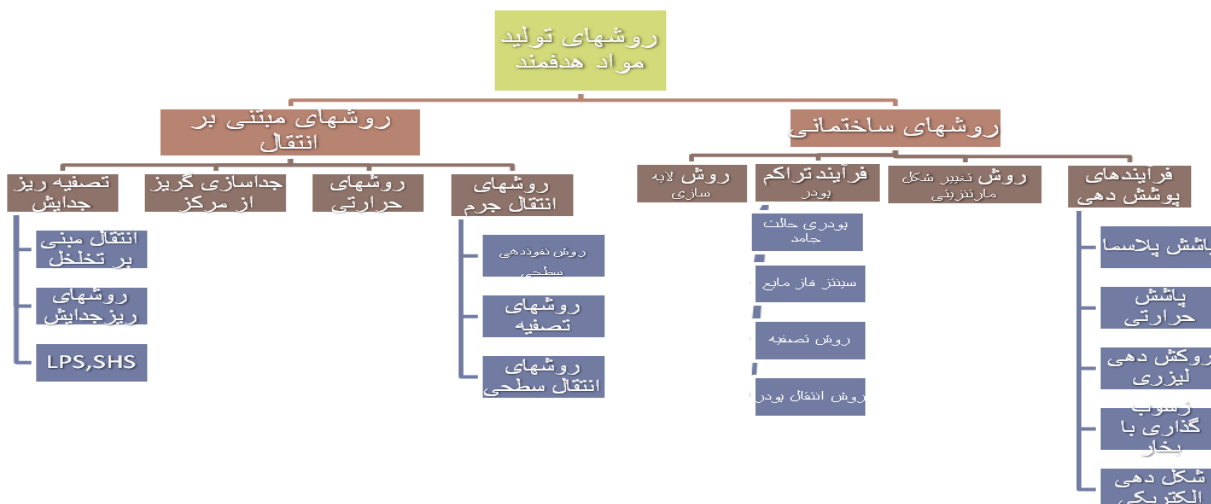 روشهای تولید
مواد هدفمند
روشهای ساختمانی
روشهای مبتنی بر
انتقال
فرآیندهای
پوشش دهی
روش تغییر شکل
مارتنزیتی
فرآیند تراکم
پودر
روش لایه
سازی
روشهای
انتقال جرم
روشهای
حرارتی
جداسازی گریز
از مرکز
تصفیه ریز
جدایش
پاشش پلاسما
پاشش
حرارتی
روکش دهی
لیزری
رسوب
گذاری با
بخار
شکل دهی
الکتریکی
پودری حالت
جامد
سینتر فاز مایع
روش تصفیه
روش انتقال پودر
روش نفوذدهی
سطحی
روشهای
تصفیه
روشهای
انتقال سطحی
انتقال مبنی
بر تخلخل
روشهای
ریزجدایش
LPS,SHS